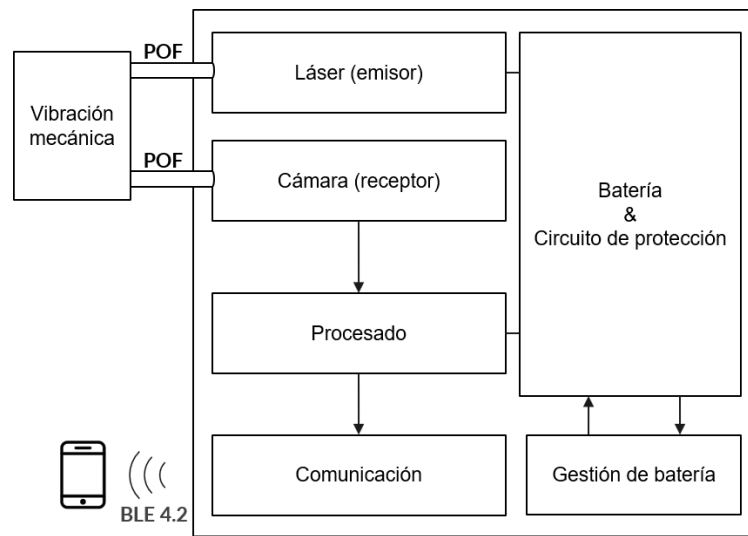 POF
Láser (emisor)
Vibración
mecánica
POF
Cámara (receptor)
Batería
&
Circuito de protección
Procesado
Comunicación
Gestión de batería
BLE 4.2